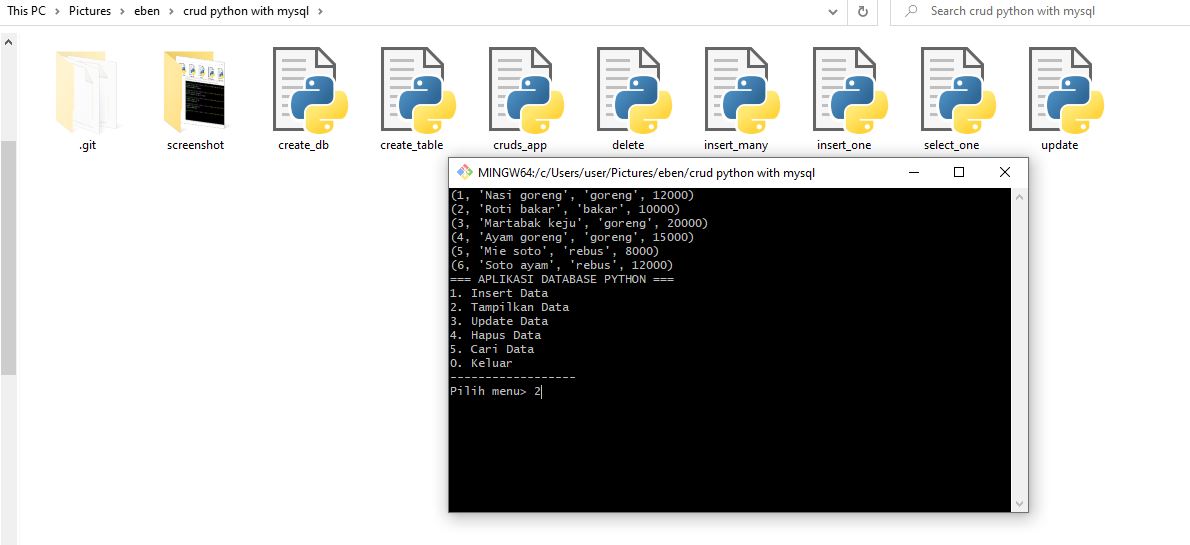 This PC > Pictures > eben > crud python with mysql >
Search crud python with mysql
.git
screenshot
create_db
create_table
cruds_app
delete
insert_many
insert_one
select_one
update
MINGW64:/c/Users/user/Pictures/eben/crud python with mysql
(1, 'Nasi goreng', 'goreng', 12000)
(2, 'Roti bakar', 'bakar', 10000)
(3, 'Martabak keju', 'goreng', 20000)
(4, 'Ayam goreng', 'goreng', 15000)
(5, 'Mie soto', 'rebus', 8000)
(6, 'Soto ayam', 'rebus', 12000)
=== APLIKASI DATABASE PYTHON ===
1. Insert Data
2. Tampilkan Data
3. Update Data
4. Hapus Data
5. Cari Data
0. Keluar
------------------
Pilih menu> 2